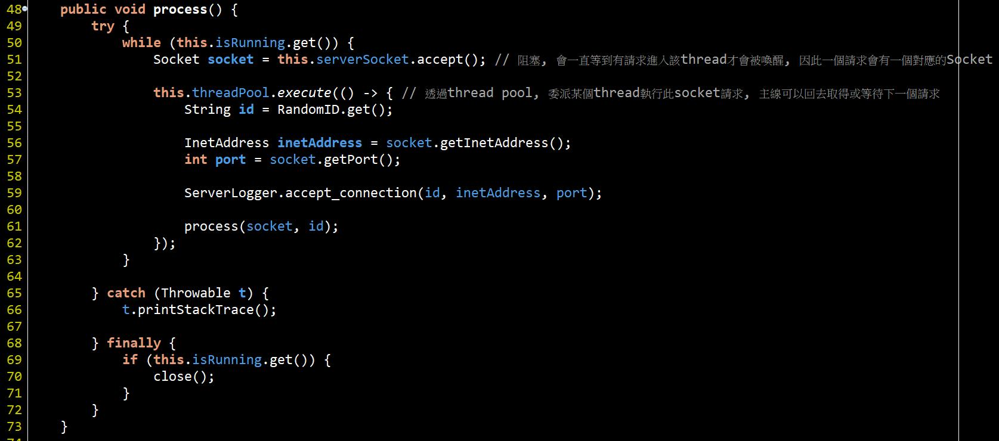 48 public void process() {
49 try {
50 while (this.isRunning.get()) {
51 Socket socket = this.serverSocket.accept(); // 阻塞, 會一直等到有請求進入該thread才會被喚醒, 因此一個請求會有一個對應的Socket
52
53 this.threadPool.execute(() -> { // 透過thread pool, 委派某個thread執行此socket請求, 主線可以回去取得或等待下一個請求
54 String id = RandomID.get();
55
56 InetAddress inetAddress = socket.getInetAddress();
57 int port = socket.getPort();
58
59 ServerLogger.accept_connection(id, inetAddress, port);
60
61 process(socket, id);
62 });
63 }
64
65 } catch (Throwable t) {
66 t.printStackTrace();
67
68 } finally {
69 if (this.isRunning.get()) {
70 close();
71 }
72 }
73 }